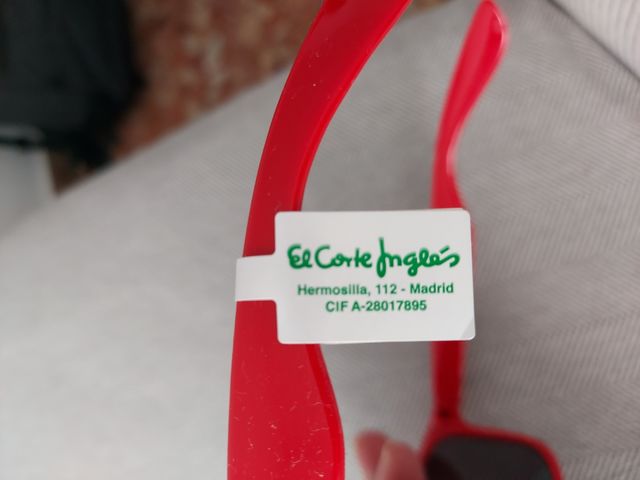 El Corte Inglés
Hermosilla, 112 - Madrid
CIF A-28017895